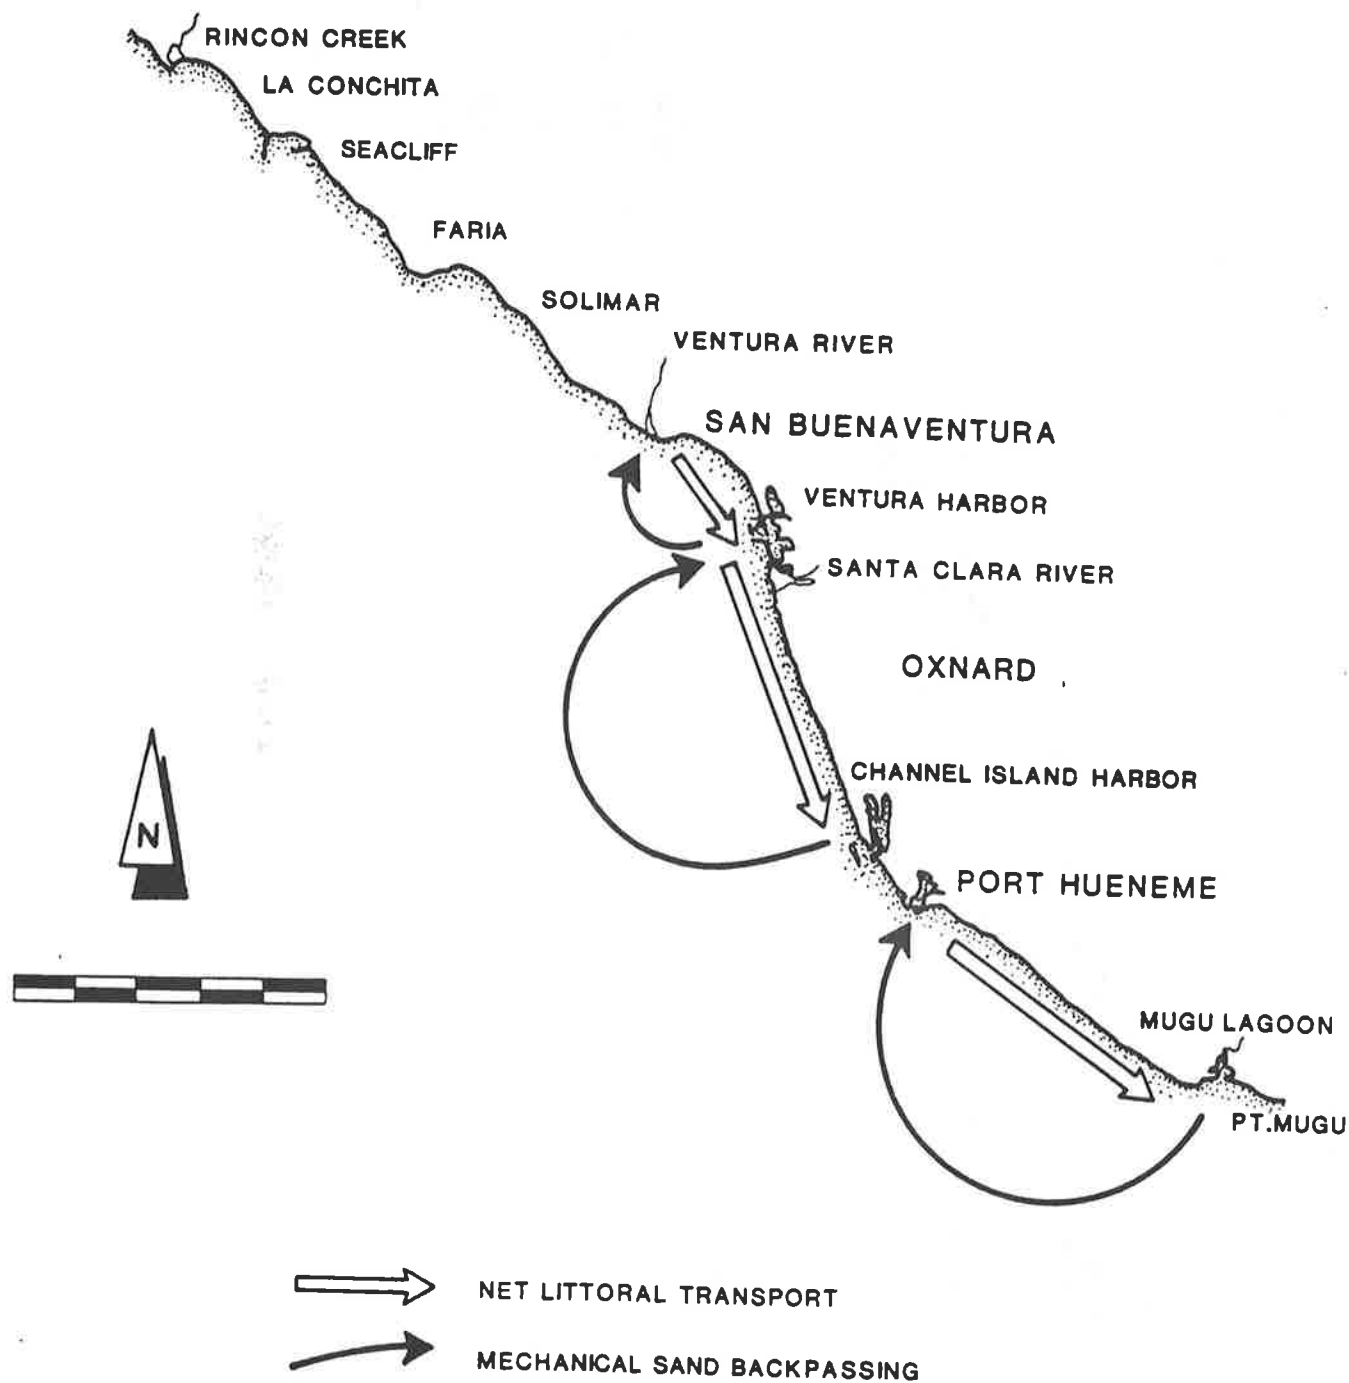 RINCON CREEK
LA CONCHITA
SEACLIFF
FARIA
SOLIMAR
VENTURA RIVER
SAN BUENAVENTURA
VENTURA HARBOR
SANTA CLARA RIVER
OXNARD
CHANNEL ISLAND HARBOR
N
PORT HUENEME
MUGU LAGOON
PT.MUGU
NET LITTORAL TRANSPORT
MECHANICAL SAND BACKPASSING